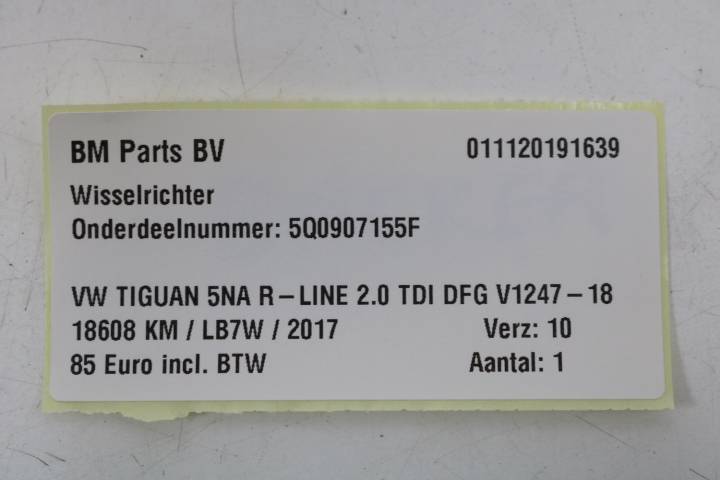 BM Parts BV 011120191639
Wisselrichter
Onderdeelnummer: 5Q0907155F
VW TIGUAN 5NA R-LINE 2.0 TDI DFG V1247-18
18608 KM / LB7W / 2017 Verz: 10
85 Euro incl. BTW Aantal: 1